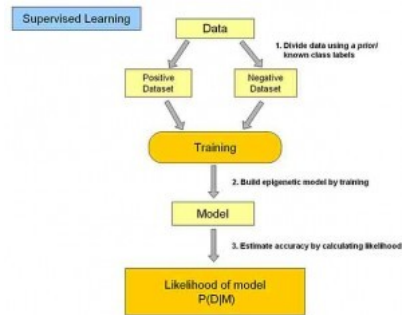 Supervised Learning
Data
1. Divide data using a priori
known class labels
Positive
Dataset
Negative
Dataset
Training
2. Build epigenetic model by training
Model
3. Estimate accuracy by calculating likelihood
Likelihood of model
P(D|M)